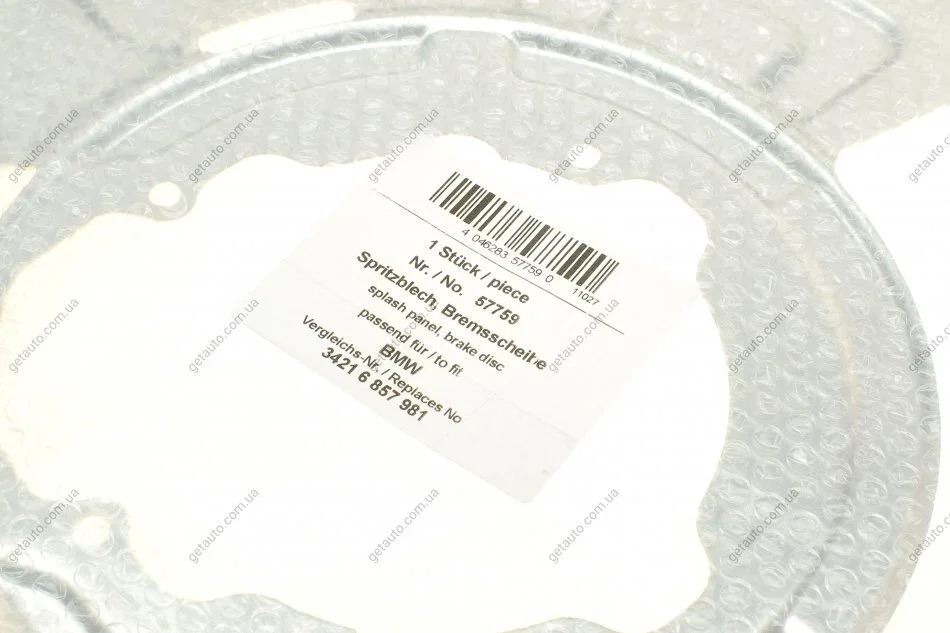 4 046283 57759 0
11027
1 Stück / piece
Nr. / No. 57759
Spritzblech, Bremsscheibe
splash panel, brake disc
passend für / to fit
BMW
Vergleichs-Nr. / Replaces No
3421 6 857 981
getauto.com.ua